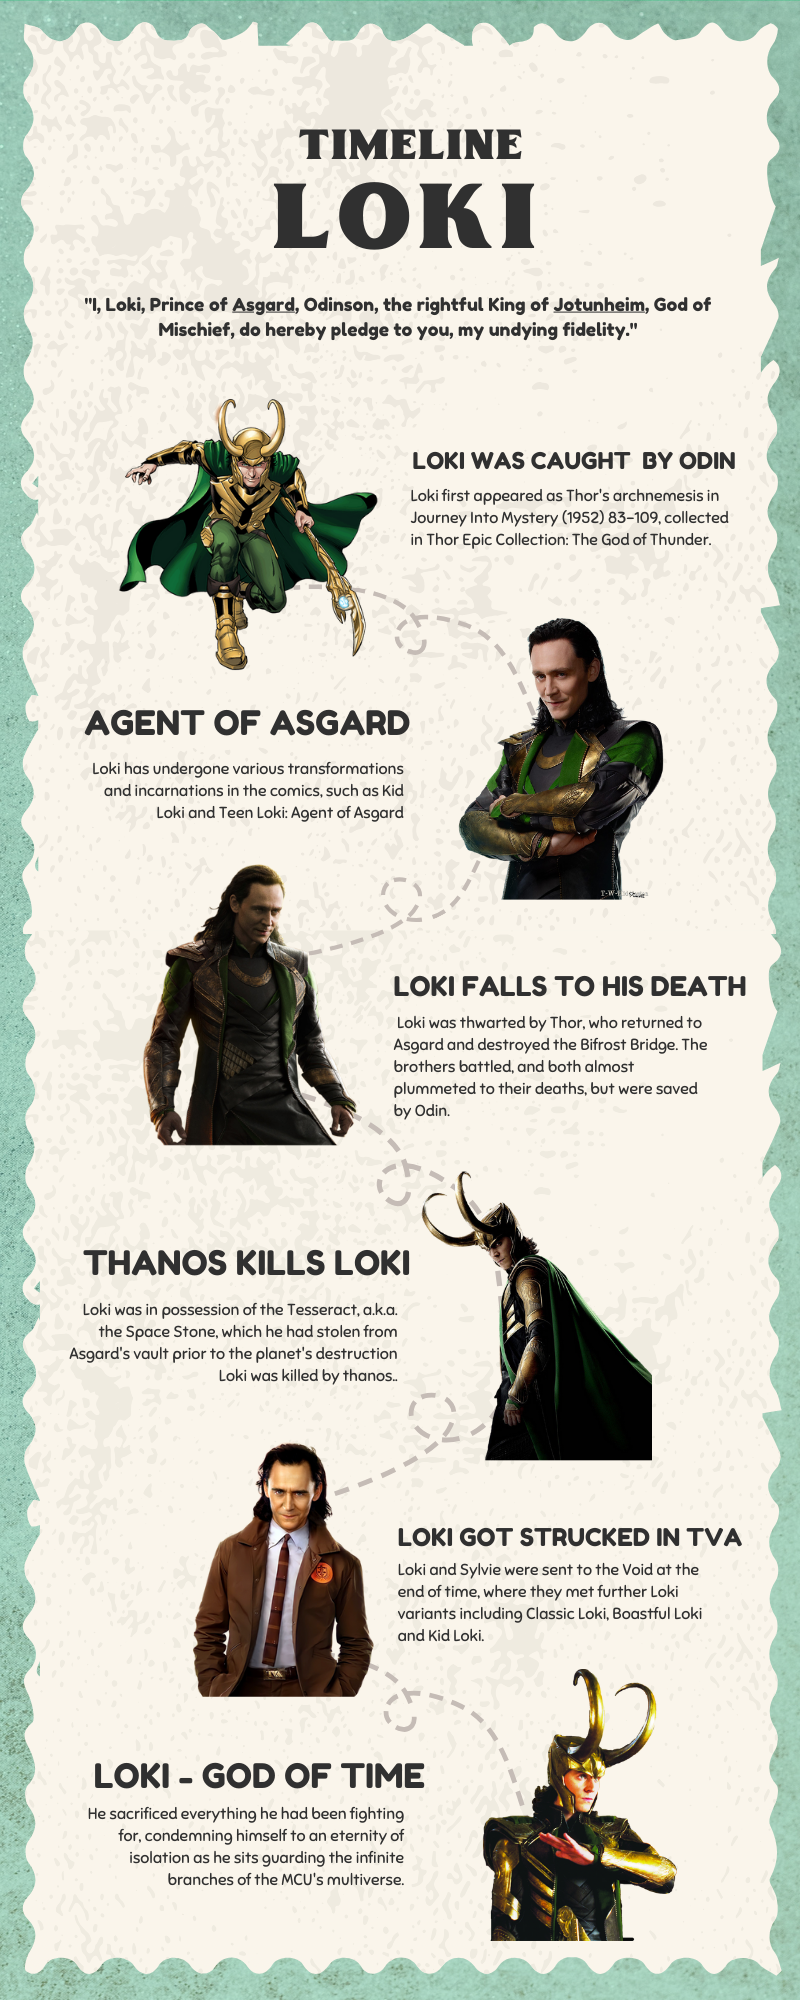 TIMELINE
LOKI
"I, Loki, Prince of Asgard, Odinson, the rightful King of Jotunheim, God of
Mischief, do hereby pledge to you, my undying fidelity."
LOKI WAS CAUGHT BY ODIN
Loki first appeared as Thor's archnemesis in
Journey Into Mystery (1952) 83–109, collected
in Thor Epic Collection: The God of Thunder.
AGENT OF ASGARD
Loki has undergone various transformations
and incarnations in the comics, such as Kid
Loki and Teen Loki: Agent of Asgard
LOKI FALLS TO HIS DEATH
Loki was thwarted by Thor, who returned to
Asgard and destroyed the Bifrost Bridge. The
brothers battled, and both almost
plummeted to their deaths, but were saved
by Odin.
THANOS KILLS LOKI
Loki was in possession of the Tesseract, a.k.a.
the Space Stone, which he had stolen from
Asgard's vault prior to the planet's destruction
Loki was killed by thanos..
LOKI GOT STRUCKED IN TVA
Loki and Sylvie were sent to the Void at the
end of time, where they met further Loki
variants including Classic Loki, Boastful Loki
and Kid Loki.
TVA
LOKI - GOD OF TIME
He sacrificed everything he had been fighting
for, condemning himself to an eternity of
isolation as he sits guarding the infinite
branches of the MCU's multiverse.